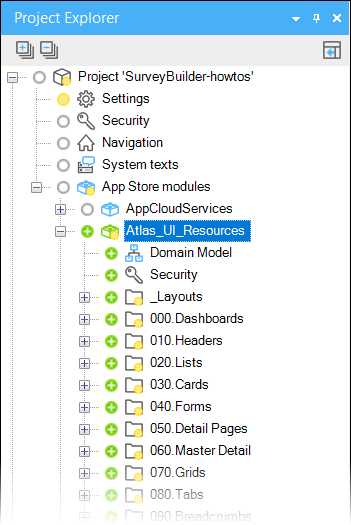 Project Explorer
Project 'SurveyBuilder-howtos'
Settings
Security
Navigation
System texts
App Store modules
AppCloudServices
Atlas_UI_Resources
Domain Model
Security
_Layouts
000.Dashboards
010.Headers
020.Lists
030.Cards
040.Forms
050.Detail Pages
060.Master Detail
070.Grids
080.Tabs
090.Breadcrumbs